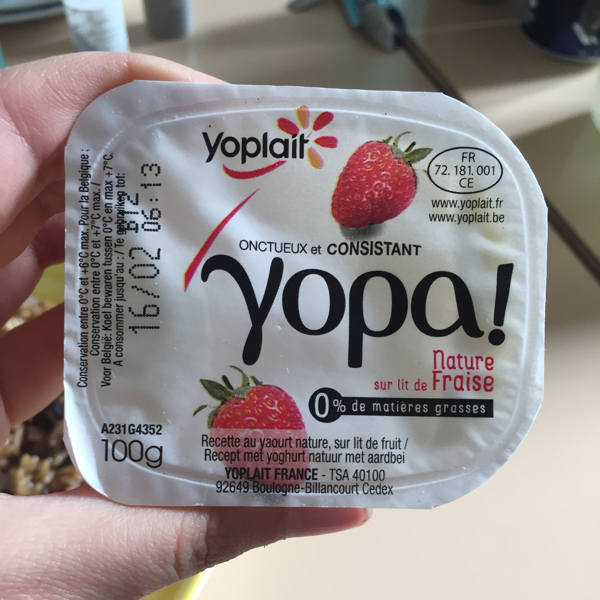 yoplait
FR
72. 181. 001
CE
www.yoplait.fr
www.yoplait.be
ONCTUEUX et CONSISTANT
yopa!
Nature
sur lit de Fraise
0% de matières grasses
Conservation entre 0°C et +6°C max. Pour la Belgique :
Conservation entre 0°C et +7°C max. /
Voor België: Koel bewaren tussen 0°C en max +7°C.
A consommer jusqu'au : / Te gebruiken tot:
B12
16/02 06:13
A231G4352
100g
Recette au yaourt nature, sur lit de fruit /
Recept met yoghurt natuur met aardbei
YOPLAIT FRANCE - TSA 40100
92649 Boulogne-Billancourt Cedex